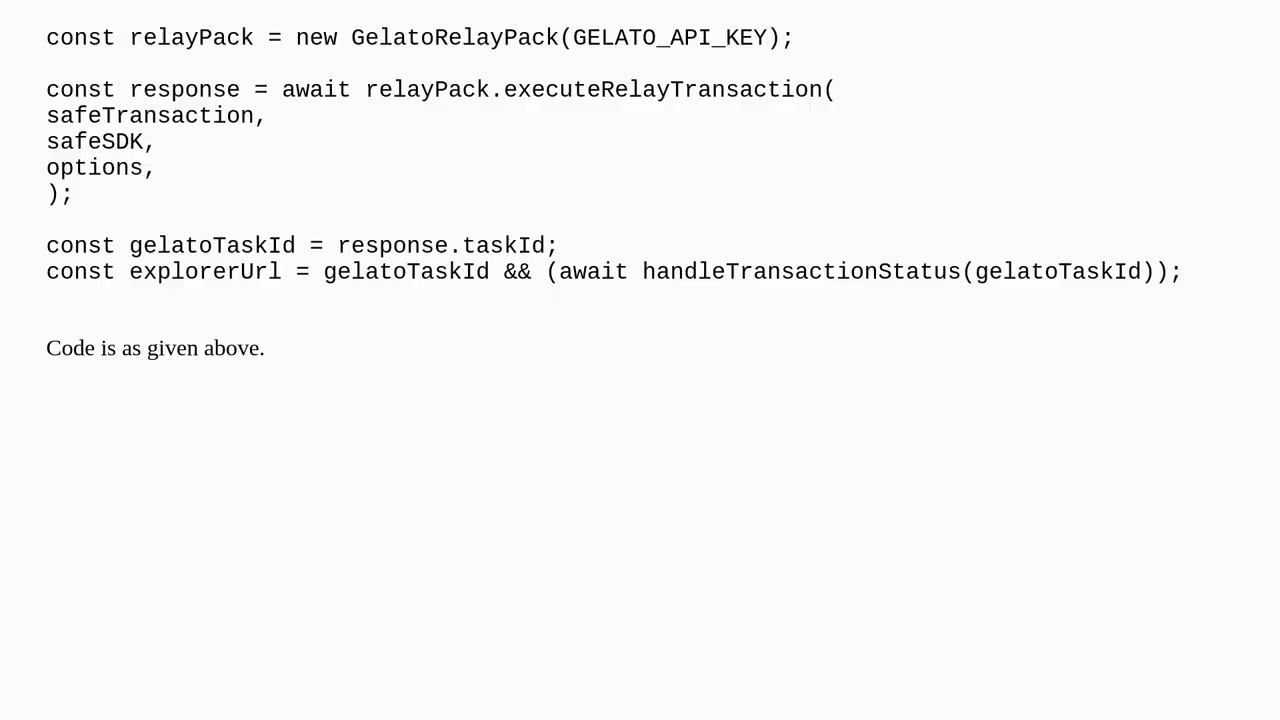 const relayPack = new GelatoRelayPack(GELATO_API_KEY);
const response = await relayPack.executeRelayTransaction(
safeTransaction,
safeSDK,
options,
);
const gelatoTaskId = response.taskId;
const explorerUrl = gelatoTaskId && (await handleTransactionStatus(gelatoTaskId));
Code is as given above.